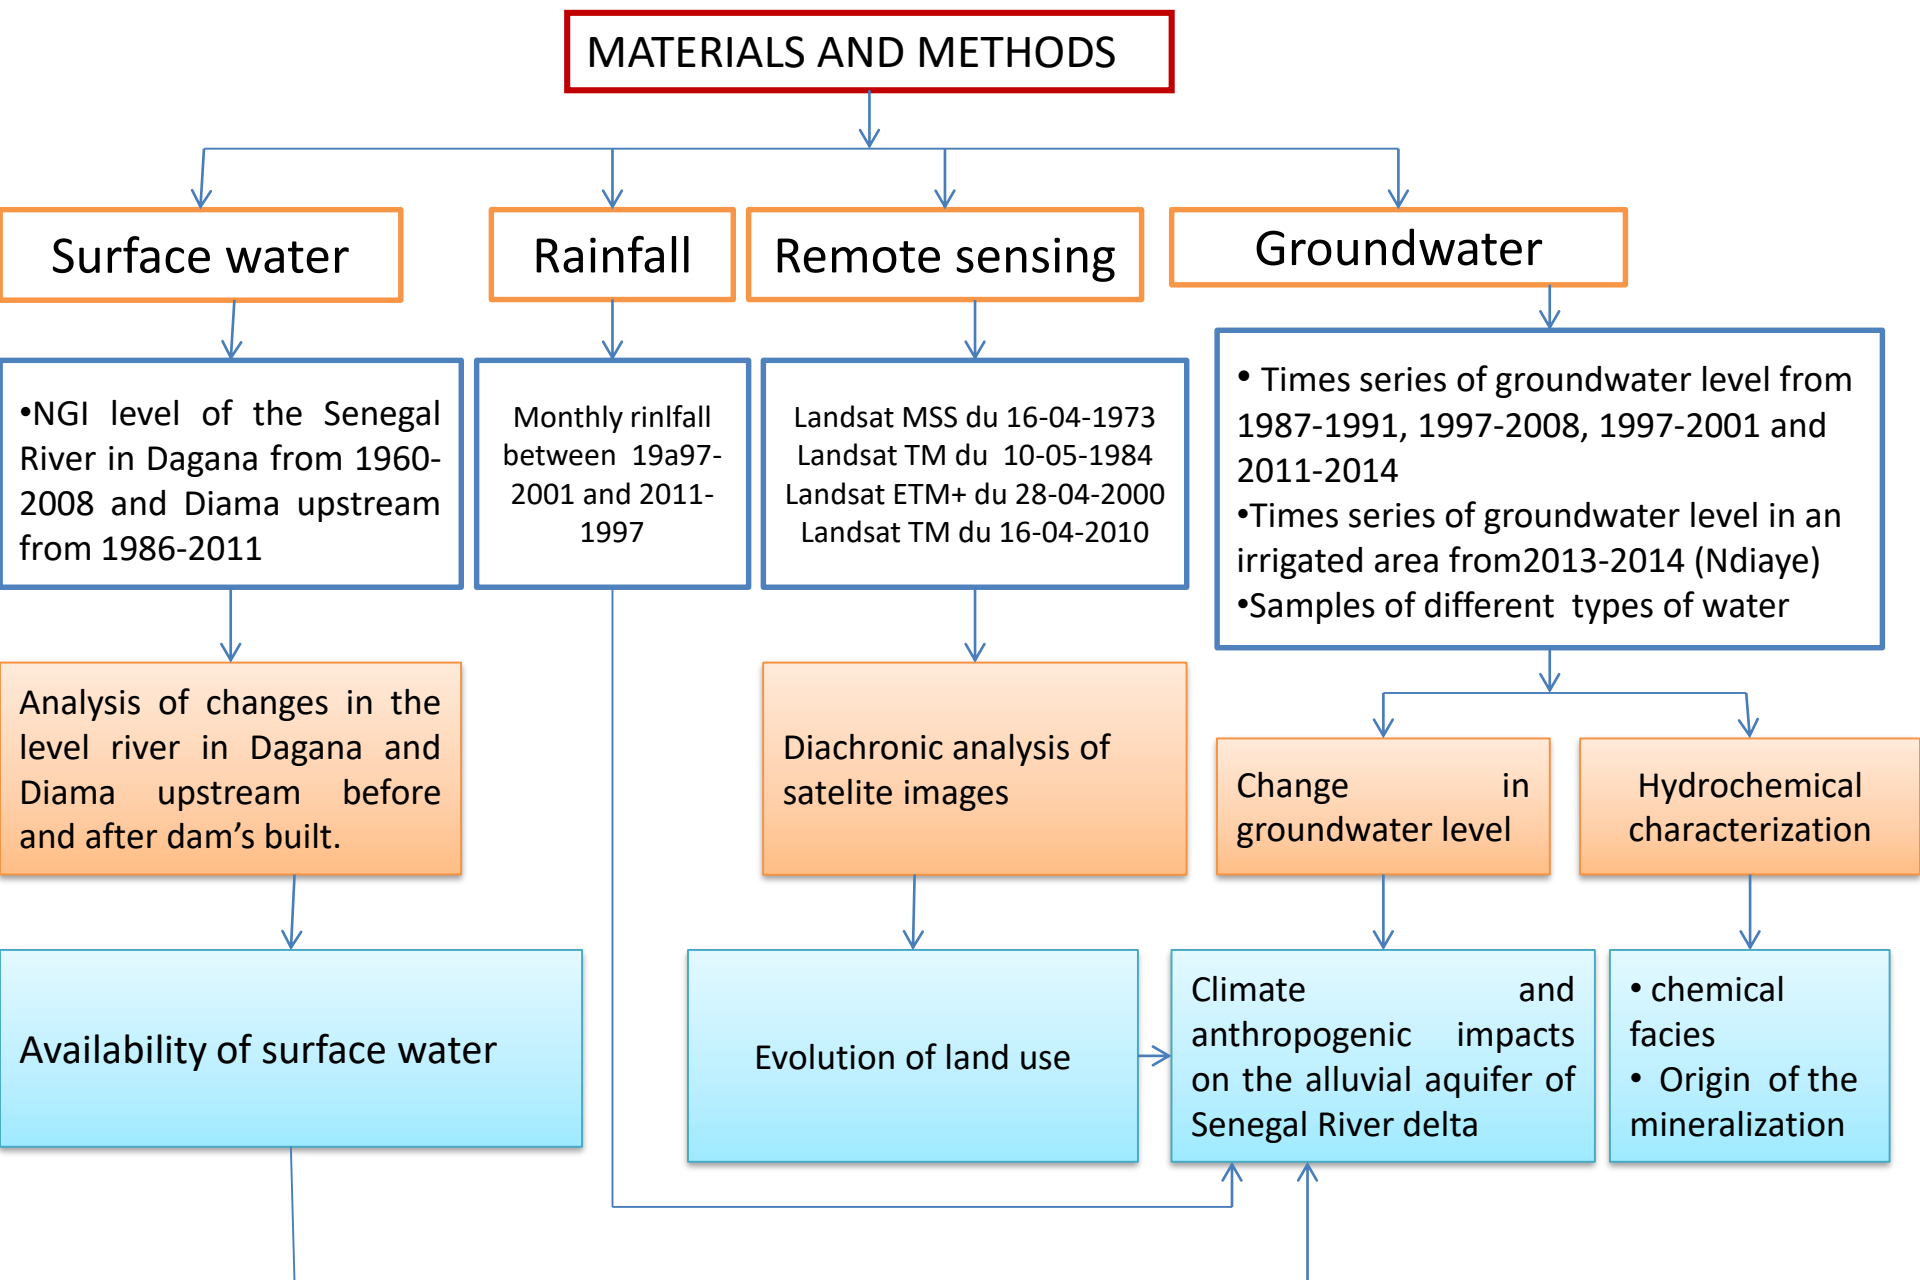 MATERIALS AND METHODS
Surface water
Rainfall
Remote sensing
Groundwater
•NGI level of the Senegal
River in Dagana from 1960-
2008 and Diama upstream
from 1986-2011
Monthly rinlfall
between 19a97-
2001 and 2011-
1997
Landsat MSS du 16-04-1973
Landsat TM du 10-05-1984
Landsat ETM+ du 28-04-2000
Landsat TM du 16-04-2010
• Times series of groundwater level from
1987-1991, 1997-2008, 1997-2001 and
2011-2014
•Times series of groundwater level in an
irrigated area from2013-2014 (Ndiaye)
•Samples of different types of water
Analysis of changes in the
level river in Dagana and
Diama upstream before
and after dam’s built.
Diachronic analysis of
satelite images
Change in
groundwater level
Hydrochemical
characterization
Availability of surface water
Evolution of land use
Climate and
anthropogenic impacts
on the alluvial aquifer of
Senegal River delta
• chemical
facies
• Origin of the
mineralization